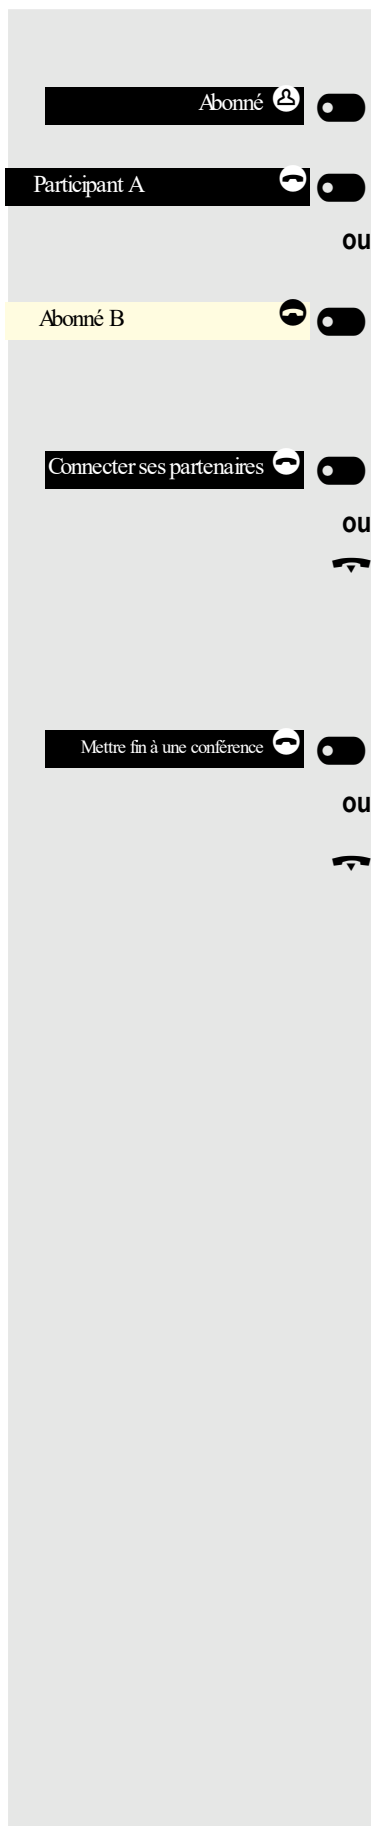 Abonné
Participant A
ou
Abonné B
Connecter ses partenaires
ou
Mettre fin à une conférence
ou